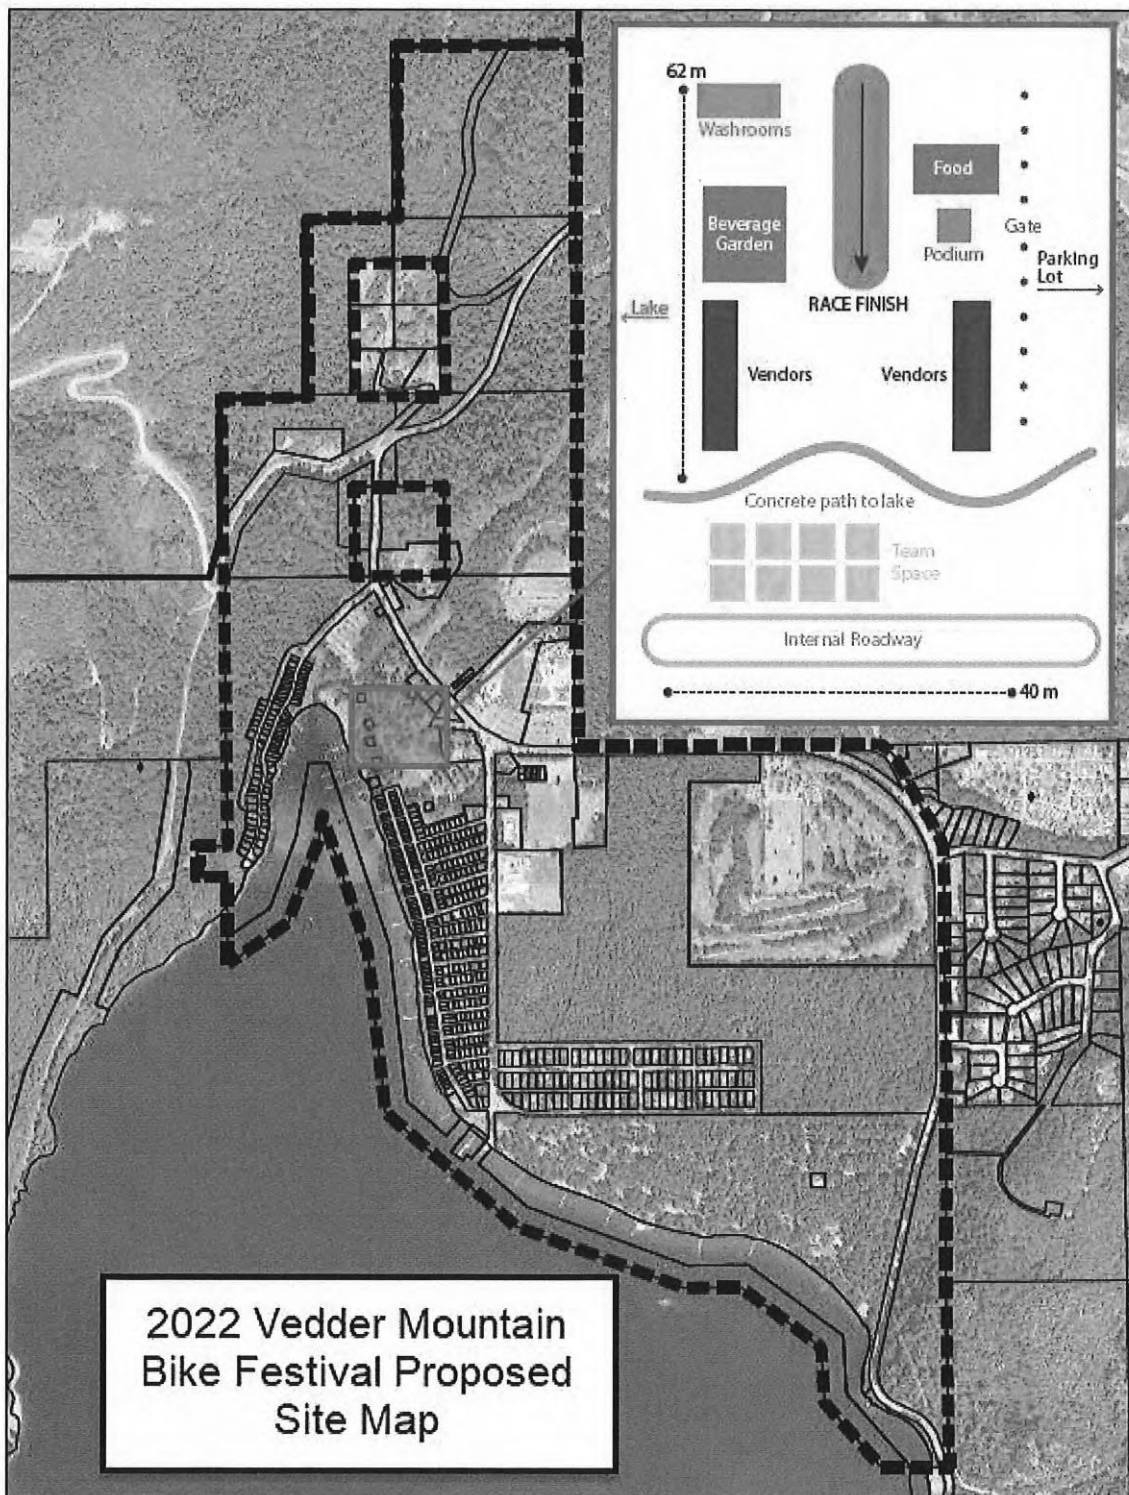 62 m
Washrooms
Food
Beverage
Garden
Podium
Gate
Parking
Lot
Lake
RACE FINISH
Vendors
Vendors
Concrete path to lake
Team
Space
Internal Roadway
40 m
2022 Vedder Mountain
Bike Festival Proposed
Site Map